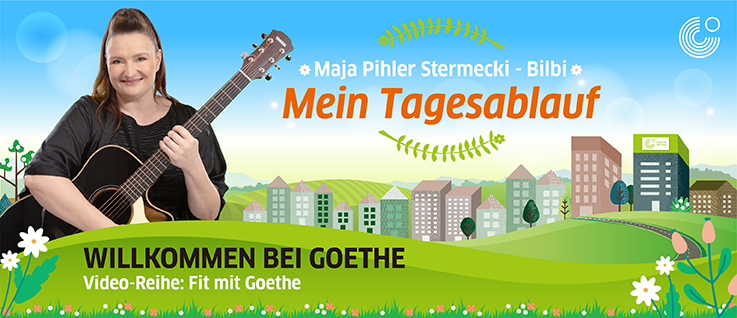 Maja Pihler Stermecki - Bilbi
Mein Tagesablauf
WILLKOMMEN BEI GOETHE
Video-Reihe: Fit mit Goethe